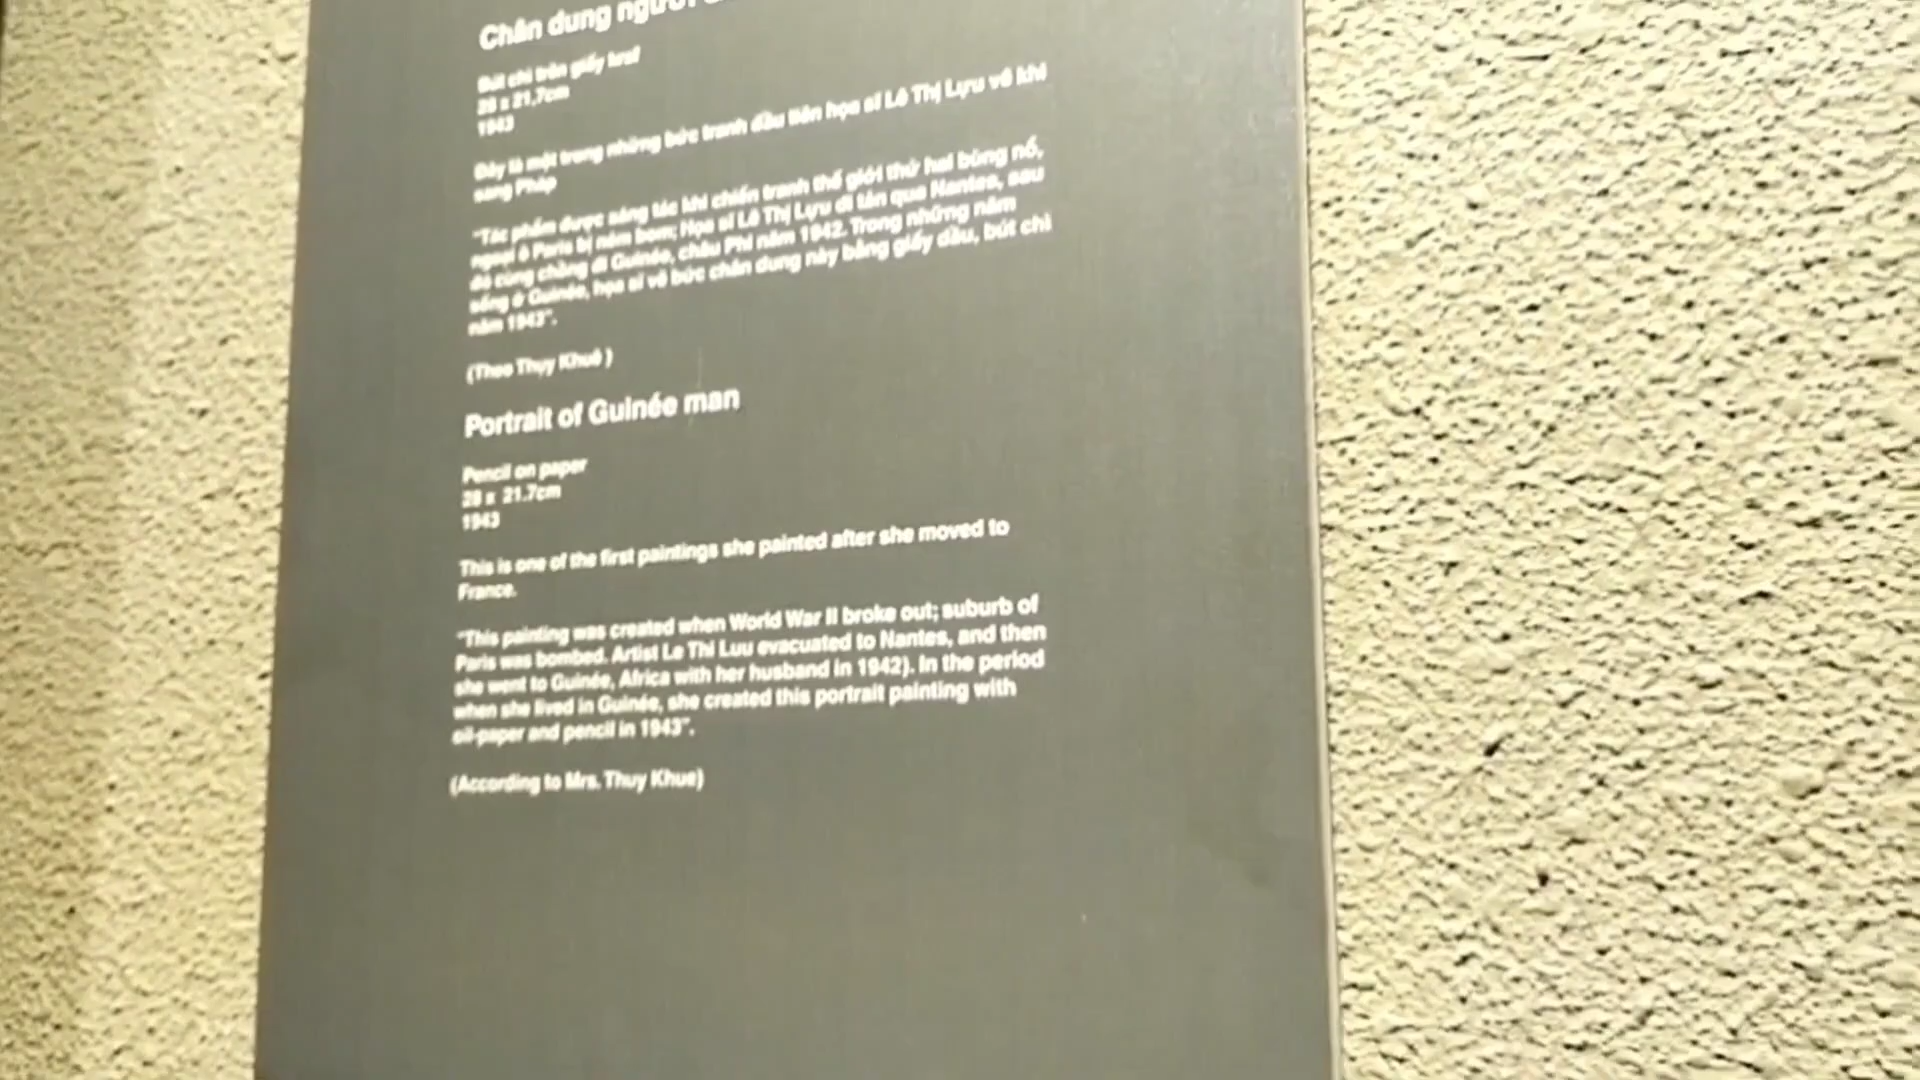 Chân dung người
Bút chì trên giấy
1943
Đây là một trong những bức tranh đầu tiên họa sĩ Lê Thị Lựu vẽ khi
sang Pháp
"Tác phẩm được sáng tác khi chiến tranh thế giới thứ hai bùng nổ,
ngoại ô Paris bị ném bom; Họa sĩ Lê Thị Lựu di tản qua Nantes, sau
đó cùng chồng đi Guinée, châu Phi năm 1942. Trong những năm
sống ở Guinée, họa sĩ vẽ bức chân dung này bằng giấy dầu, bút chì
năm 1943".
(Theo Thụy Khuê )
Portrait of Guinée man
Pencil on paper
x 21.7cm
1943
This is one of the first paintings she painted after she moved to
France.
"This painting was created when World War II broke out; suburb of
Paris was bombed. Artist Le Thi Luu evacuated to Nantes, and then
she went to Guinée, Africa with her husband in 1942). In the period
when she lived in Guinée, she created this portrait painting with
oil-paper and pencil in 1943".
(According to Mrs. Thuy Khue)